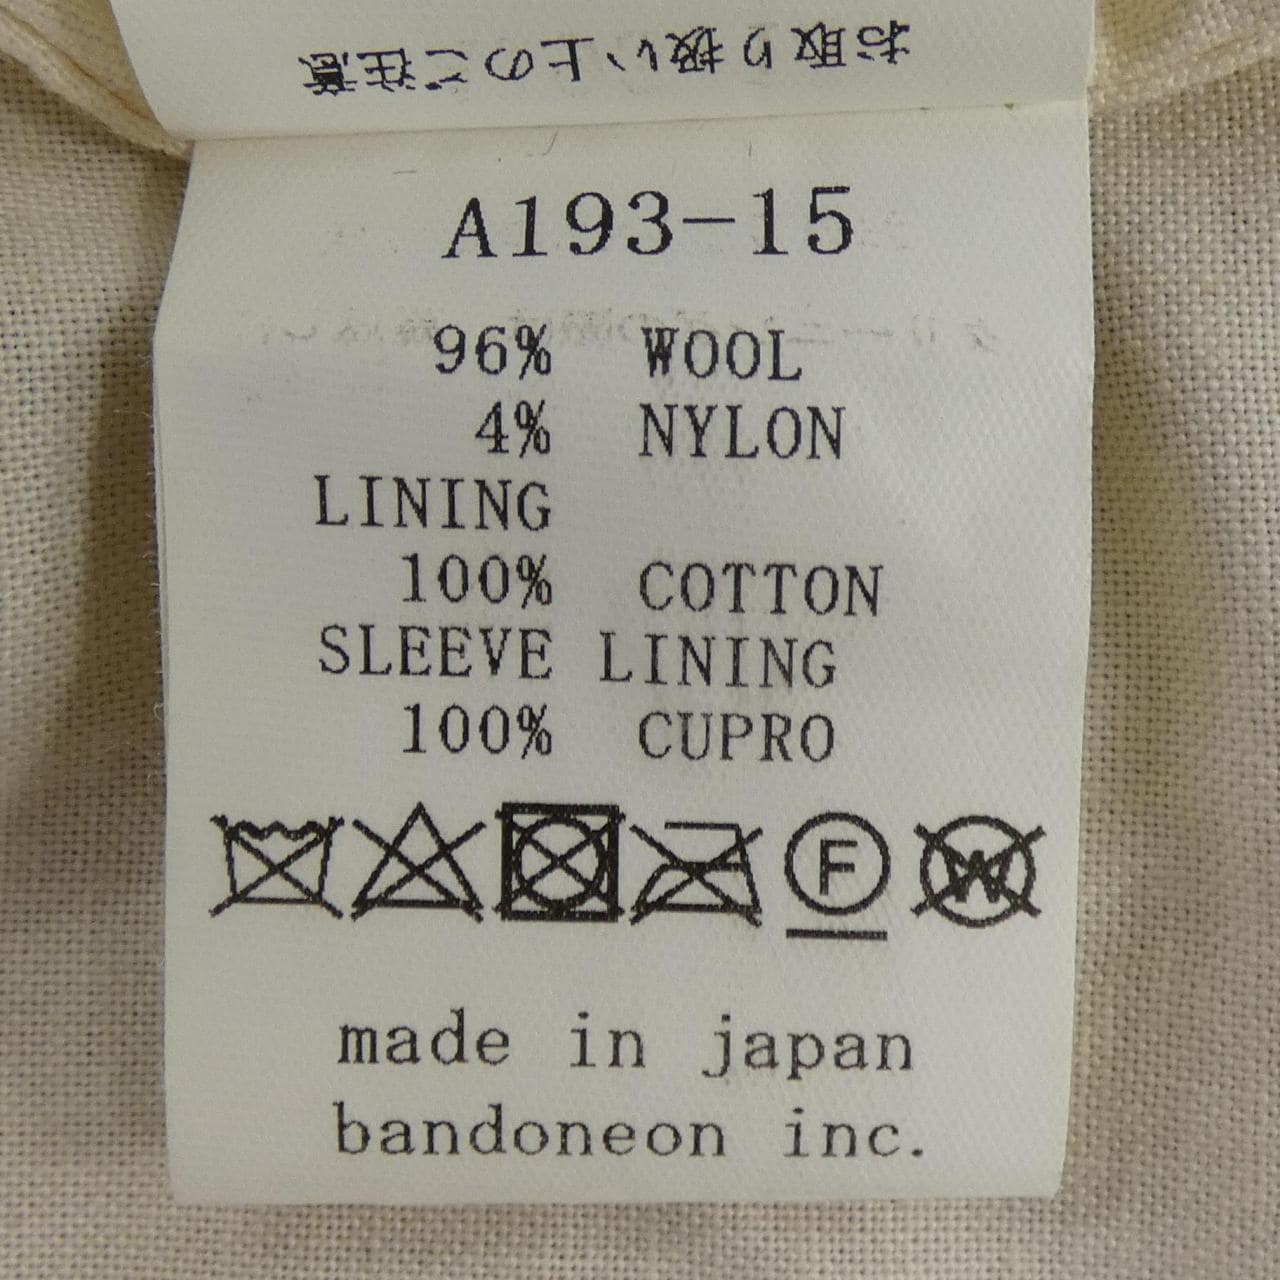 お取り扱い上のご注意
A193-15
96% WOOL
4% NYLON
LINING
100% COTTON
SLEEVE LINING
100% CUPRO
F W
made in japan
bandoneon inc.